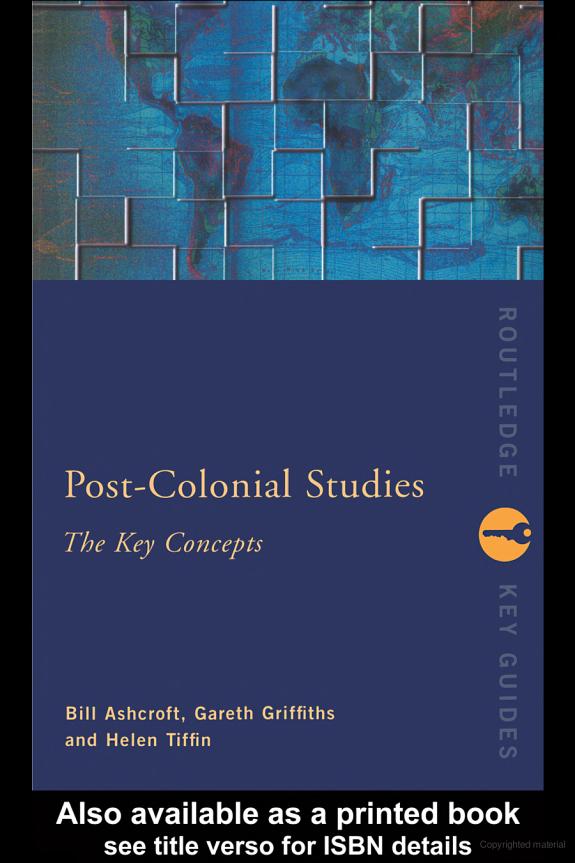 ROUTLEDGE
Post-Colonial Studies
The Key Concepts
KEY GUIDES
Bill Ashcroft, Gareth Griffiths
and Helen Tiffin
Also available as a printed book
see title verso for ISBN details
Copyrighted material